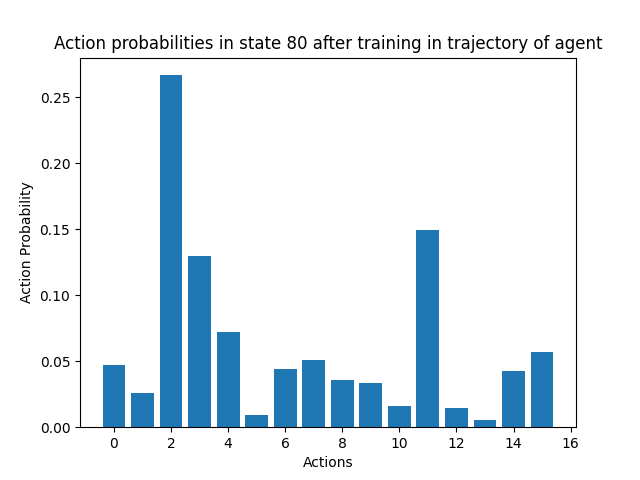 Action probabilities in state 80 after training in trajectory of agent
0.25
0.20
0.15
0.10
0.05
0.00
Action Probability
0 2 4 6 8 10 12 14 16
Actions